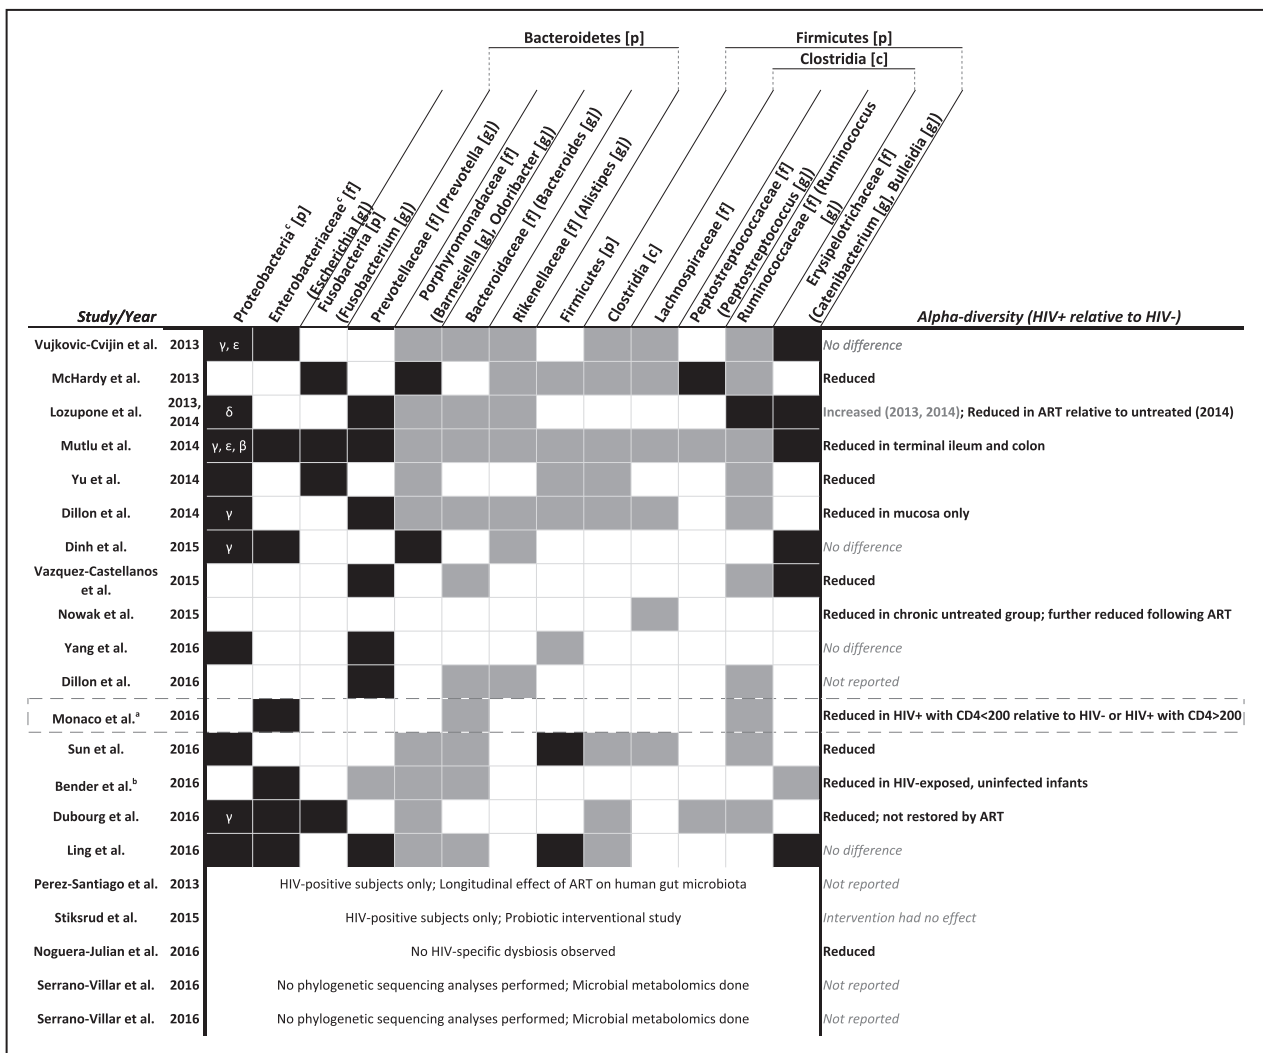 Bacteroidetes [p]
Firmicutes [p]
Clostridia [c]
Proteobacteriaᶜ [p]
Enterobacteriaceaeᶜ [f]
(Escherichia [g])
Fusobacteria [p]
(Fusobacterium [g])
Prevotellaceae [f] (Prevotella [g])
Porphyromonadaceae [f]
(Barnesiella [g], Odoribacter [g])
Bacteroidaceae [f] (Bacteroides [g])
Rikenellaceae [f] (Alistipes [g])
Firmicutes [p]
Clostridia [c]
Lachnospiraceae [f]
Peptostreptococcaceae [f]
(Peptostreptococcus [g])
Ruminococcaceae [f] (Ruminococcus
[g])
Erysipelotrichaceae [f]
(Catenibacterium [g], Bulleidia [g])
Study/Year Alpha-diversity (HIV+ relative to HIV-)
Vujkovic-Cvijin et al. 2013 γ, ε No difference
McHardy et al. 2013 Reduced
Lozupone et al. 2013, 2014 δ Increased (2013, 2014); Reduced in ART relative to untreated (2014)
Mutlu et al. 2014 γ, ε, β Reduced in terminal ileum and colon
Yu et al. 2014 Reduced
Dillon et al. 2014 γ Reduced in mucosa only
Dinh et al. 2015 γ No difference
Vazquez-Castellanos
et al. 2015 Reduced
Nowak et al. 2015 Reduced in chronic untreated group; further reduced following ART
Yang et al. 2016 No difference
Dillon et al. 2016 Not reported
Monaco et al.ᵃ 2016 Reduced in HIV+ with CD4<200 relative to HIV- or HIV+ with CD4>200
Sun et al. 2016 Reduced
Bender et al.ᵇ 2016 Reduced in HIV-exposed, uninfected infants
Dubourg et al. 2016 γ Reduced; not restored by ART
Ling et al. 2016 No difference
Perez-Santiago et al. 2013 HIV-positive subjects only; Longitudinal effect of ART on human gut microbiota Not reported
Stiksrud et al. 2015 HIV-positive subjects only; Probiotic interventional study Intervention had no effect
Noguera-Julian et al. 2016 No HIV-specific dysbiosis observed Reduced
Serrano-Villar et al. 2016 No phylogenetic sequencing analyses performed; Microbial metabolomics done Not reported
Serrano-Villar et al. 2016 No phylogenetic sequencing analyses performed; Microbial metabolomics done Not reported